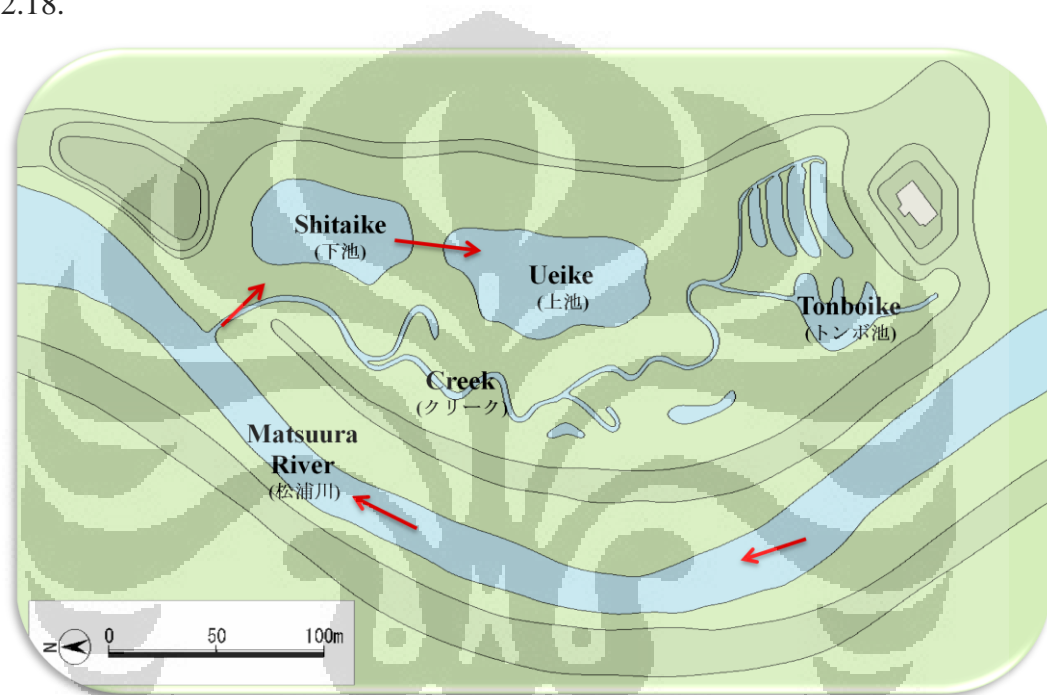 2.18.
Shitaike
(下池)
Ueike
(上池)
Tonboike
(トンボ池)
Creek
(クリーク)
Matsuura
River
(松浦川)
N
0 50 100m